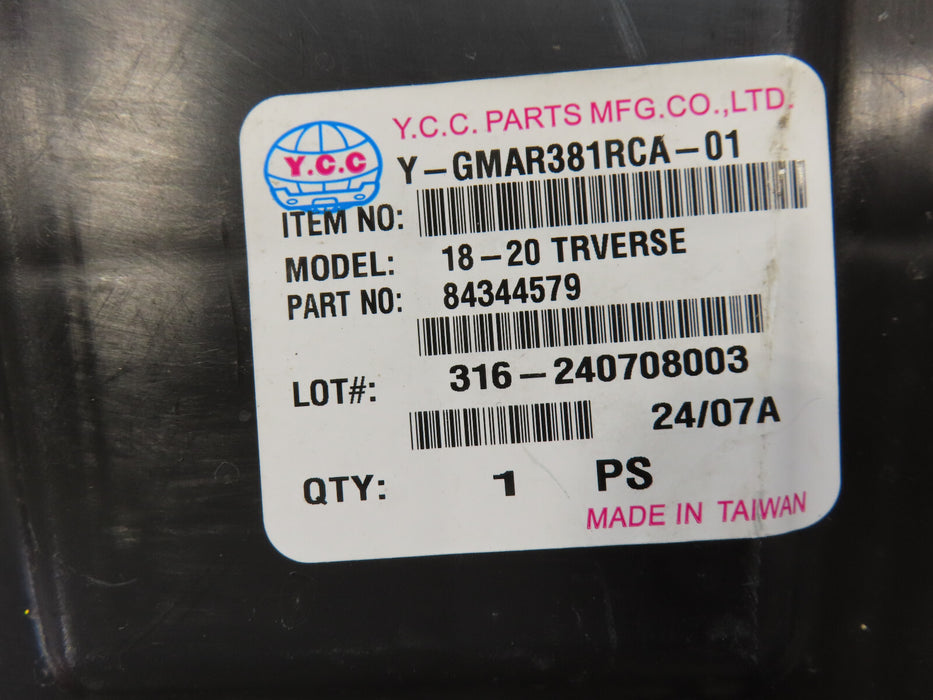 Y.C.C. PARTS MFG.CO.,LTD.
Y.C.C
Y-GMAR381RCA-01
ITEM NO:
MODEL: 18-20 TRVERSE
PART NO: 84344579
LOT#: 316-240708003
24/07A
QTY: 1 PS
MADE IN TAIWAN